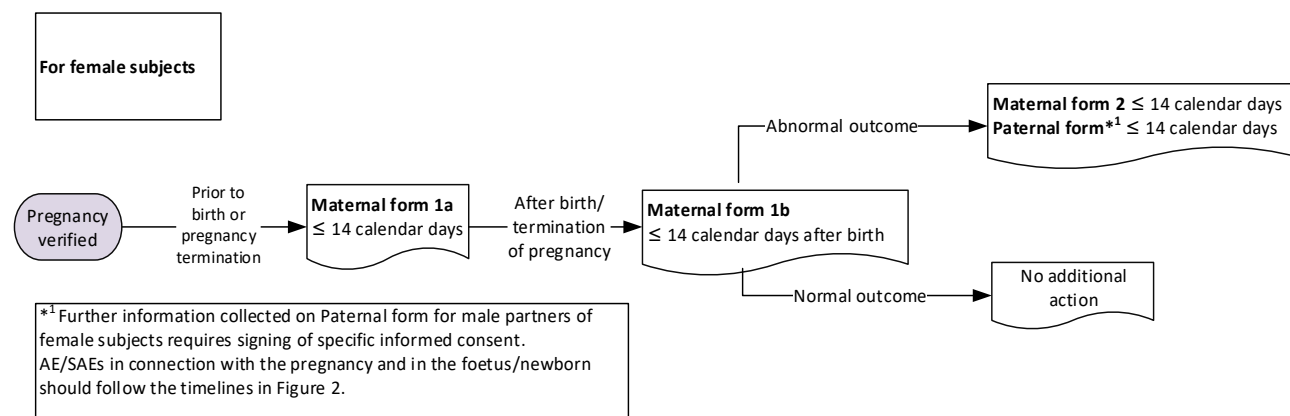 For female subjects
Maternal form 2 ≤ 14 calendar days
Paternal form*¹ ≤ 14 calendar days
Abnormal outcome
Pregnancy
verified
Prior to
birth or
pregnancy
termination
Maternal form 1a
≤ 14 calendar days
After birth/
termination
of pregnancy
Maternal form 1b
≤ 14 calendar days after birth
Normal outcome
No additional
action
*¹ Further information collected on Paternal form for male partners of
female subjects requires signing of specific informed consent.
AE/SAEs in connection with the pregnancy and in the foetus/newborn
should follow the timelines in Figure 2.